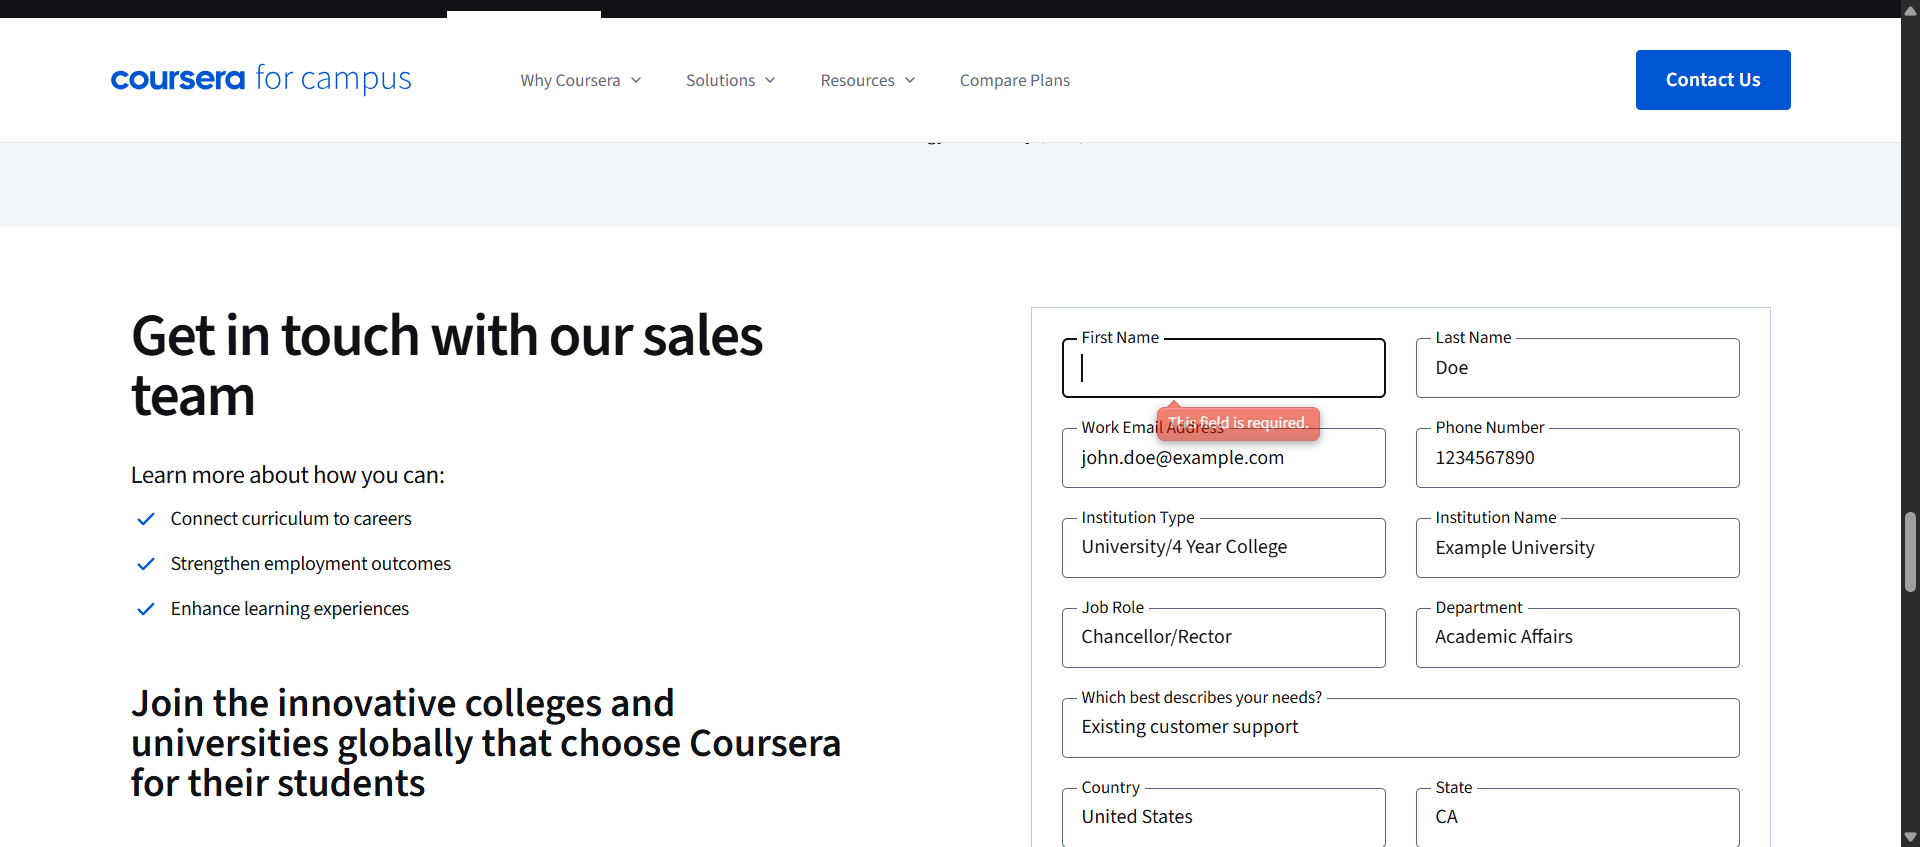 coursera for campus
Why Coursera
Solutions
Resources
Compare Plans
Contact Us
Get in touch with our sales
team
Learn more about how you can:
Connect curriculum to careers
Strengthen employment outcomes
Enhance learning experiences
Join the innovative colleges and
universities globally that choose Coursera
for their students
First Name
Last Name
Doe
This field is required.
Work Email Address
john.doe@example.com
Phone Number
1234567890
Institution Type
University/4 Year College
Institution Name
Example University
Job Role
Chancellor/Rector
Department
Academic Affairs
Which best describes your needs?
Existing customer support
Country
United States
State
CA